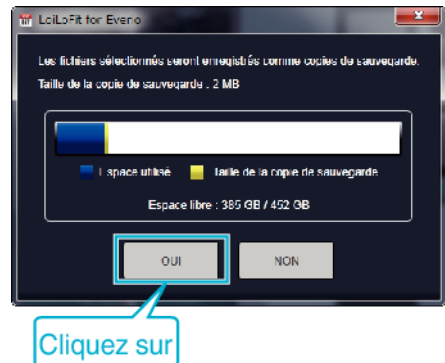 LoiLoFit for Everio
Les fichiers sélectionnés seront enregistrés comme copies de sauvegarde.
Taille de la copie de sauvegarde : 2 MB
Espace utilisé Taille de la copie de sauvegarde
Espace libre : 385 GB / 452 GB
OUI NON
Cliquez sur